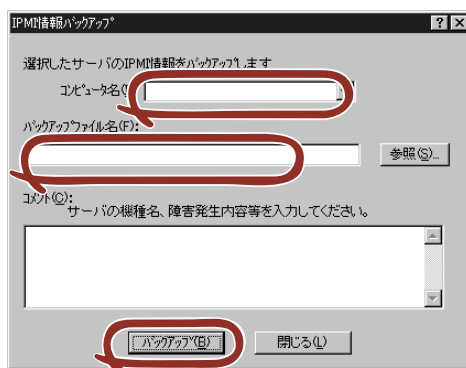 IPMI情報バックアップ
選択したサーバのIPMI情報をバックアップします
コンピュータ名(
バックアップファイル名(F):
参照(S)...
コメント(C):
サーバの機種名、障害発生内容等を入力してください。
バックアップ(B)
閉じる(L)